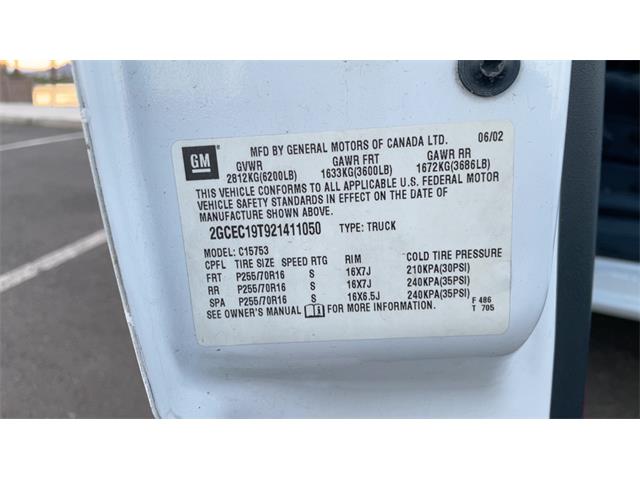 GM
MFD BY GENERAL MOTORS OF CANADA LTD. 06/02
GVWR GAWR FRT GAWR RR
2812KG(6200LB) 1633KG(3600LB) 1672KG(3686LB)
THIS VEHICLE CONFORMS TO ALL APPLICABLE U.S. FEDERAL MOTOR
VEHICLE SAFETY STANDARDS IN EFFECT ON THE DATE OF
MANUFACTURE SHOWN ABOVE.
2GCEC19T921411050 TYPE: TRUCK
MODEL: C15753
CPFL TIRE SIZE SPEED RTG RIM COLD TIRE PRESSURE
FRT P255/70R16 S 16X7J 210KPA(30PSI)
RR P255/70R16 S 16X7J 240KPA(35PSI)
SPA P255/70R16 S 16X6.5J 240KPA(35PSI)
SEE OWNER'S MANUAL FOR MORE INFORMATION.
F 486
T 705